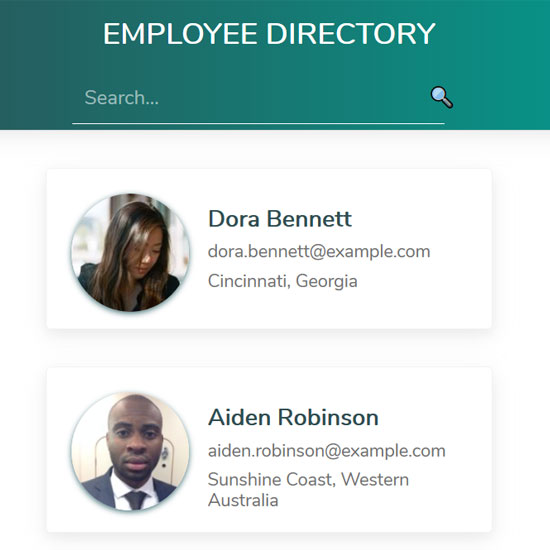 EMPLOYEE DIRECTORY
Search...
Dora Bennett
dora.bennett@example.com
Cincinnati, Georgia
Aiden Robinson
aiden.robinson@example.com
Sunshine Coast, Western
Australia